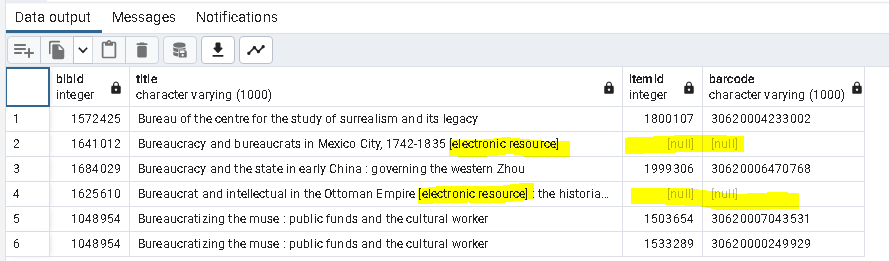 Data output Messages Notifications
bibid title itemid barcode
integer character varying (1000) integer character varying (1000)
1 1572425 Bureau of the centre for the study of surrealism and its legacy 1800107 30620004233002
2 1641012 Bureaucracy and bureaucrats in Mexico City, 1742-1835 [electronic resource] [null] [null]
3 1684029 Bureaucracy and the state in early China : governing the western Zhou 1999306 30620006470768
4 1625610 Bureaucrat and intellectual in the Ottoman Empire [electronic resource] : the historia... [null] [null]
5 1048954 Bureaucratizing the muse : public funds and the cultural worker 1503654 30620007043531
6 1048954 Bureaucratizing the muse : public funds and the cultural worker 1533289 30620000249929